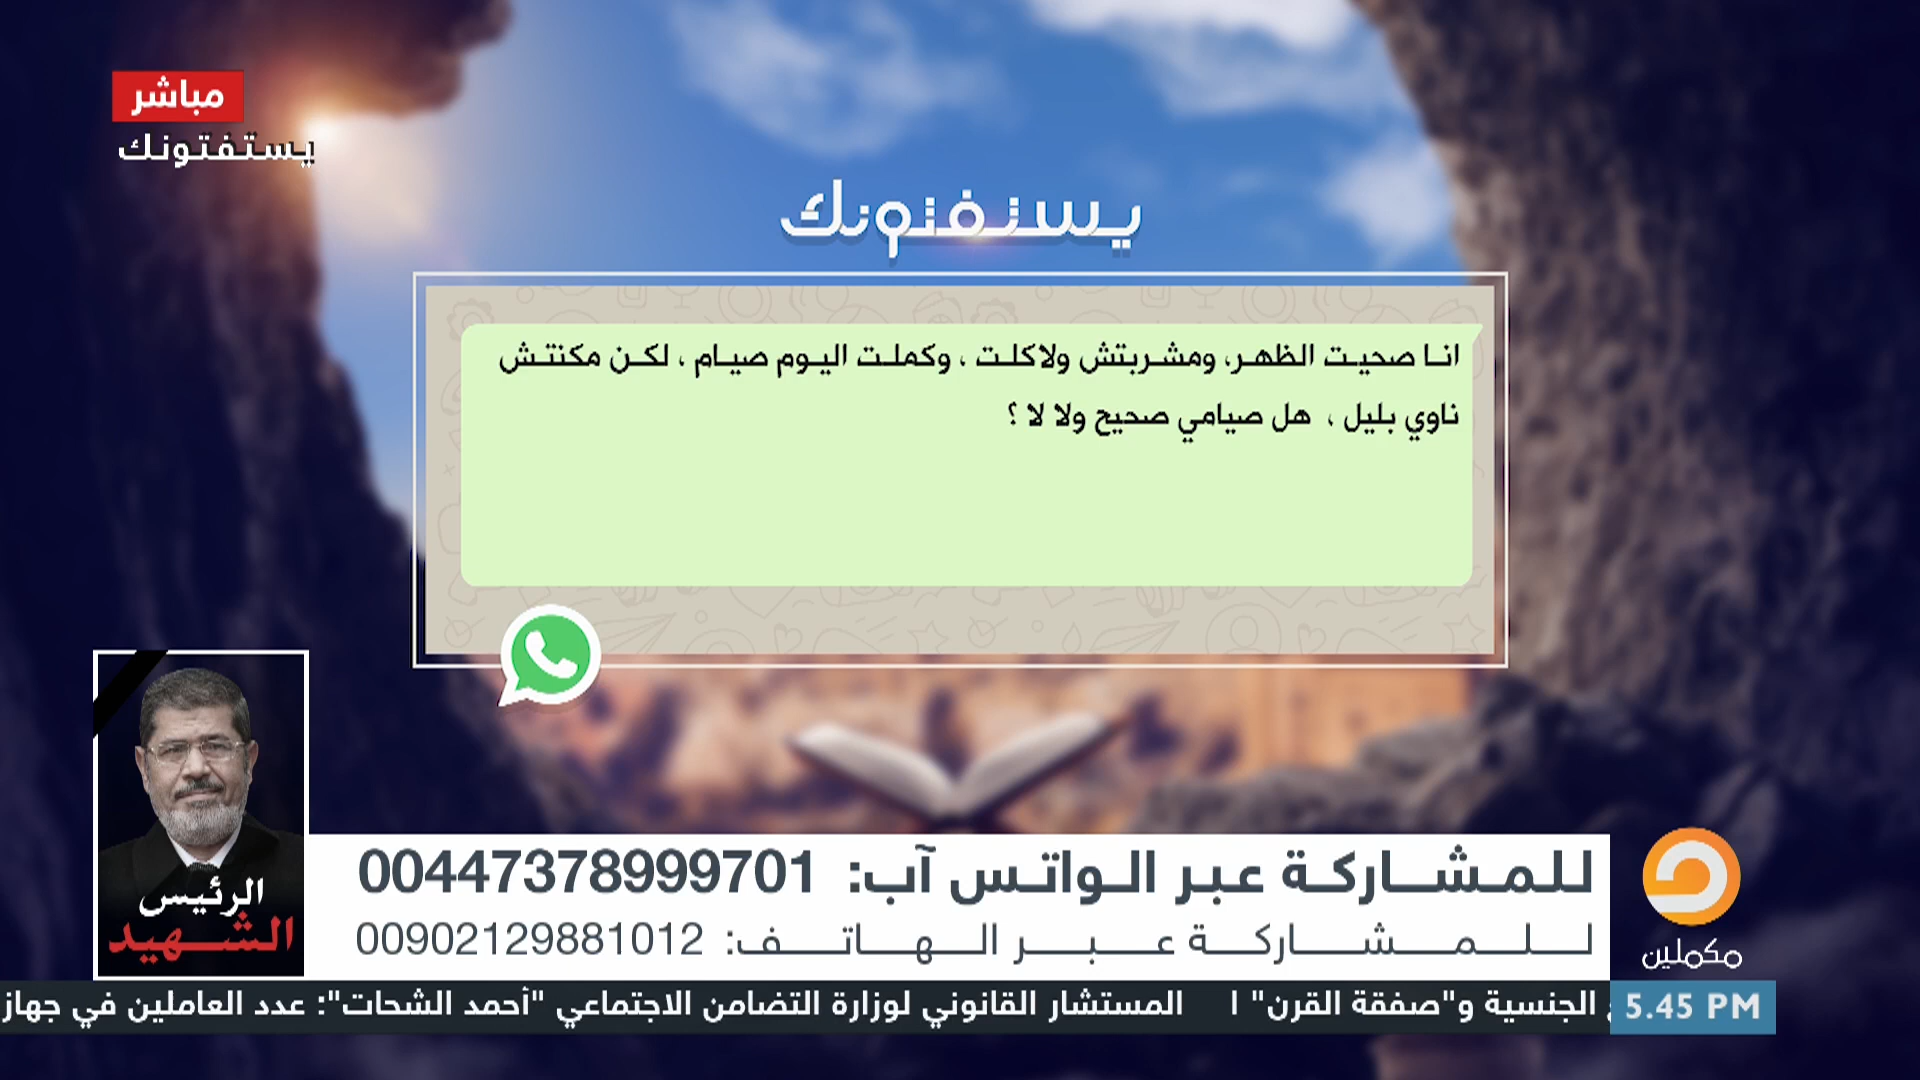 مباشر
يستفتونك
يستفتونك
انا صحيت الظهر، ومشربتش ولاكلت ، وكملت اليوم صيام ، لكن مكنتش
ناوي بليل ، هل صيامي صحيح ولا لا ؟
الرئيس
الشهيد
للمشاركة عبر الواتس آب: 00447378999701
للمشاركة عبر الهاتف: 00902129881012
مكملين
الجنسية و"صفقة القرن" ا المستشار القانوني لوزارة التضامن الاجتماعي "أحمد الشحات": عدد العاملين في جهاز
5.45 PM